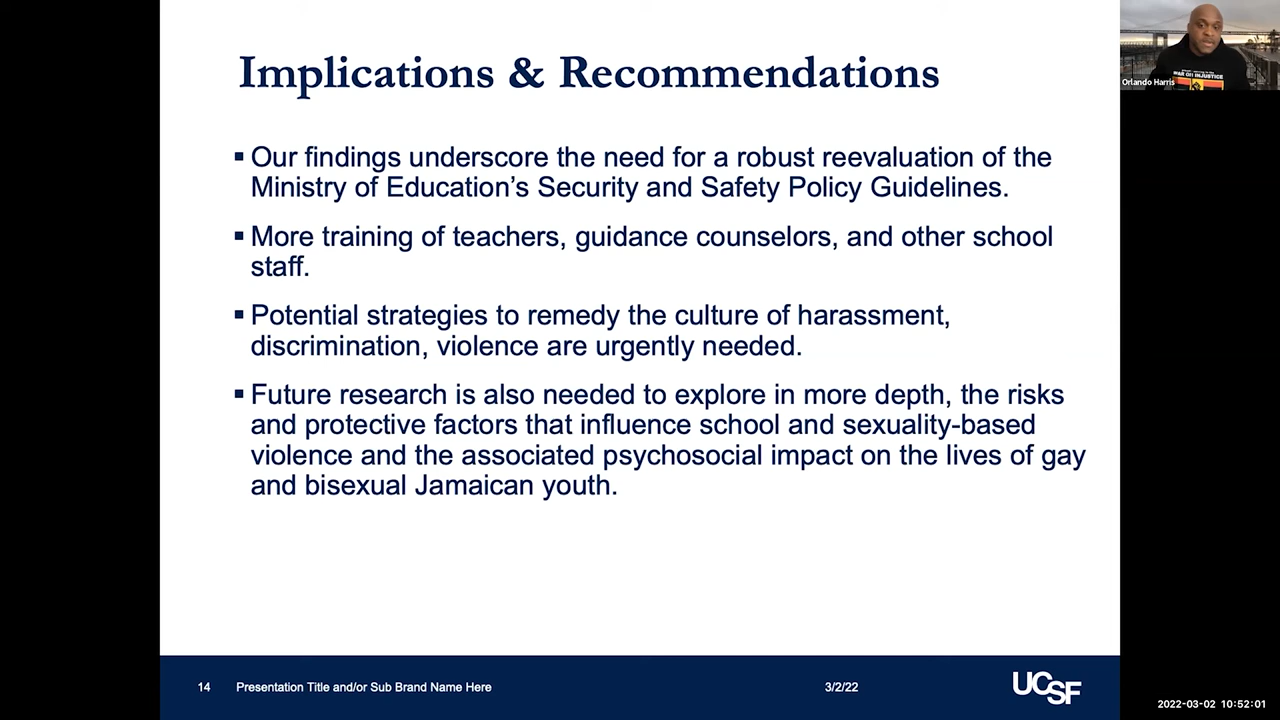 Implications & Recommendations
▪ Our findings underscore the need for a robust reevaluation of the
Ministry of Education’s Security and Safety Policy Guidelines.
▪ More training of teachers, guidance counselors, and other school
staff.
▪ Potential strategies to remedy the culture of harassment,
discrimination, violence are urgently needed.
▪ Future research is also needed to explore in more depth, the risks
and protective factors that influence school and sexuality-based
violence and the associated psychosocial impact on the lives of gay
and bisexual Jamaican youth.
14 Presentation Title and/or Sub Brand Name Here 3/2/22 UCSF
WAR ON INJUSTICE
Orlando Harris
2022-03-02 10:52:01